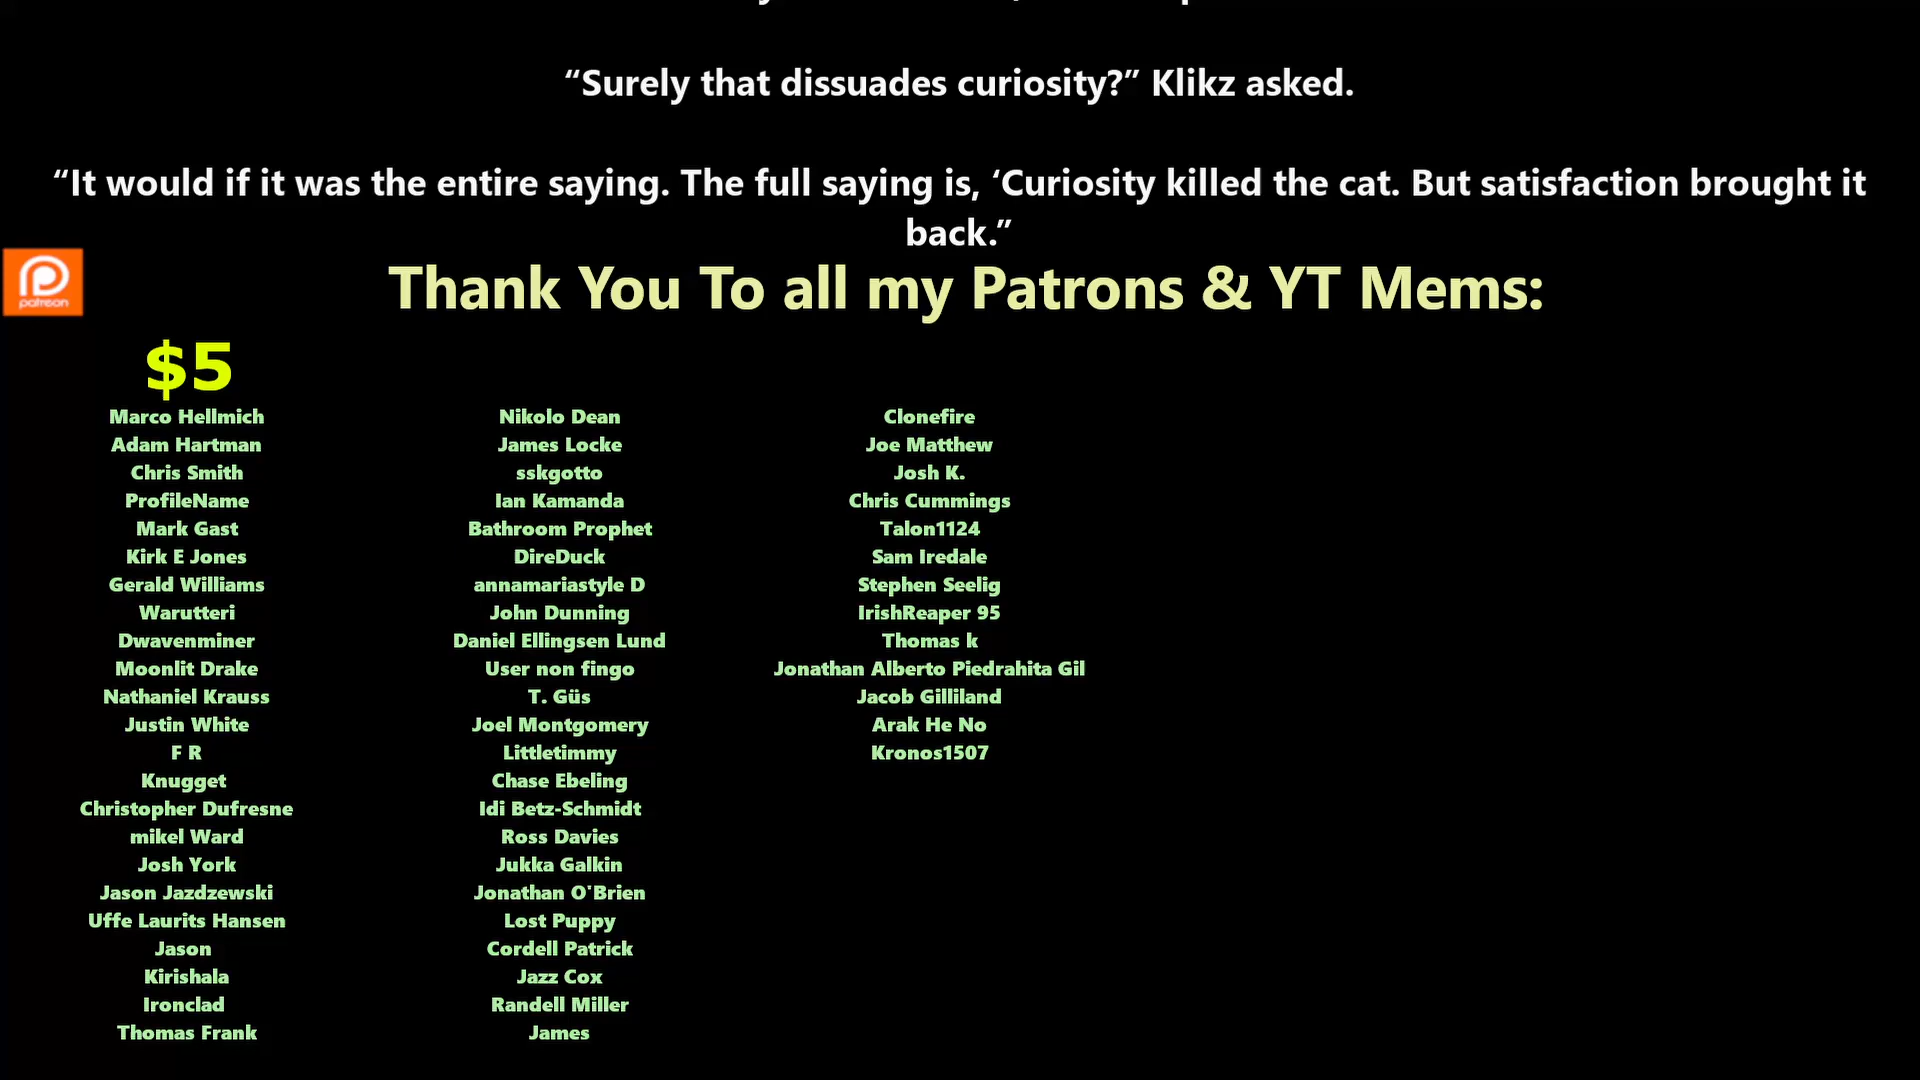 “Surely that dissuades curiosity?” Klikz asked.
“It would if it was the entire saying. The full saying is, ‘Curiosity killed the cat. But satisfaction brought it
back.”
patreon
Thank You To all my Patrons & YT Mems:
$5
Marco Hellmich
Adam Hartman
Chris Smith
ProfileName
Mark Gast
Kirk E Jones
Gerald Williams
Warutteri
Dwavenminer
Moonlit Drake
Nathaniel Krauss
Justin White
F R
Knugget
Christopher Dufresne
mikel Ward
Josh York
Jason Jazdzewski
Uffe Laurits Hansen
Jason
Kirishala
Ironclad
Thomas Frank
Nikolo Dean
James Locke
sskgotto
Ian Kamanda
Bathroom Prophet
DireDuck
annamariastyle D
John Dunning
Daniel Ellingsen Lund
User non fingo
T. Güs
Joel Montgomery
Littletimmy
Chase Ebeling
Idi Betz-Schmidt
Ross Davies
Jukka Galkin
Jonathan O'Brien
Lost Puppy
Cordell Patrick
Jazz Cox
Randell Miller
James
Clonefire
Joe Matthew
Josh K.
Chris Cummings
Talon1124
Sam Iredale
Stephen Seelig
IrishReaper 95
Thomas k
Jonathan Alberto Piedrahita Gil
Jacob Gilliland
Arak He No
Kronos1507